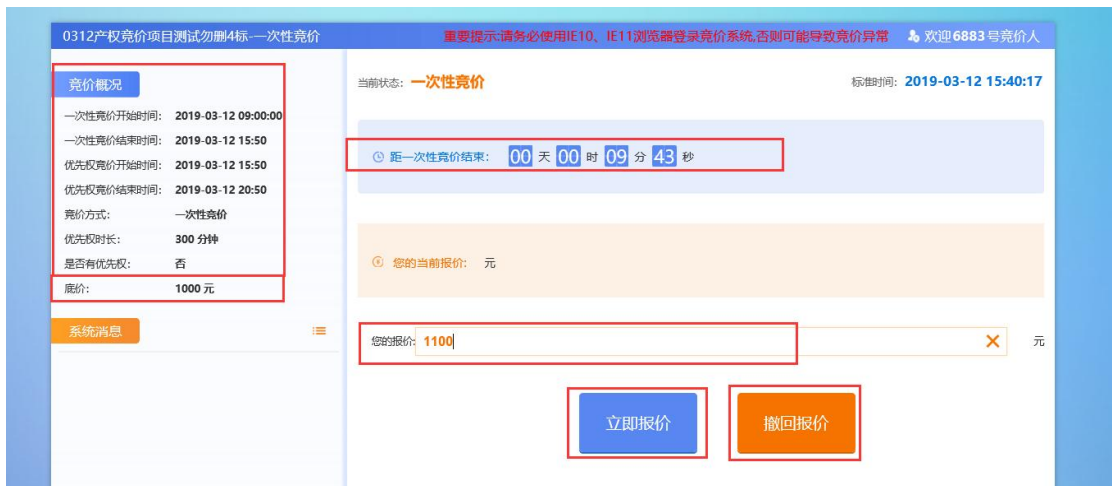 0312产权竞价项目测试勿删4标-一次性竞价 重要提示:请务必使用IE10、IE11浏览器登录竞价系统,否则可能导致竞价异常 欢迎6883号竞价人
竞价概况
一次性竞价开始时间: 2019-03-12 09:00:00
一次性竞价结束时间: 2019-03-12 15:50
优先权竞价开始时间: 2019-03-12 15:50
优先权竞价结束时间: 2019-03-12 20:50
竞价方式: 一次性竞价
优先权时长: 300 分钟
是否有优先权: 否
底价: 1000 元
系统消息
当前状态: 一次性竞价 标准时间: 2019-03-12 15:40:17
距一次性竞价结束: 00 天 00 时 09 分 43 秒
您的当前报价: 元
您的报价: 1100 元
立即报价 撤回报价